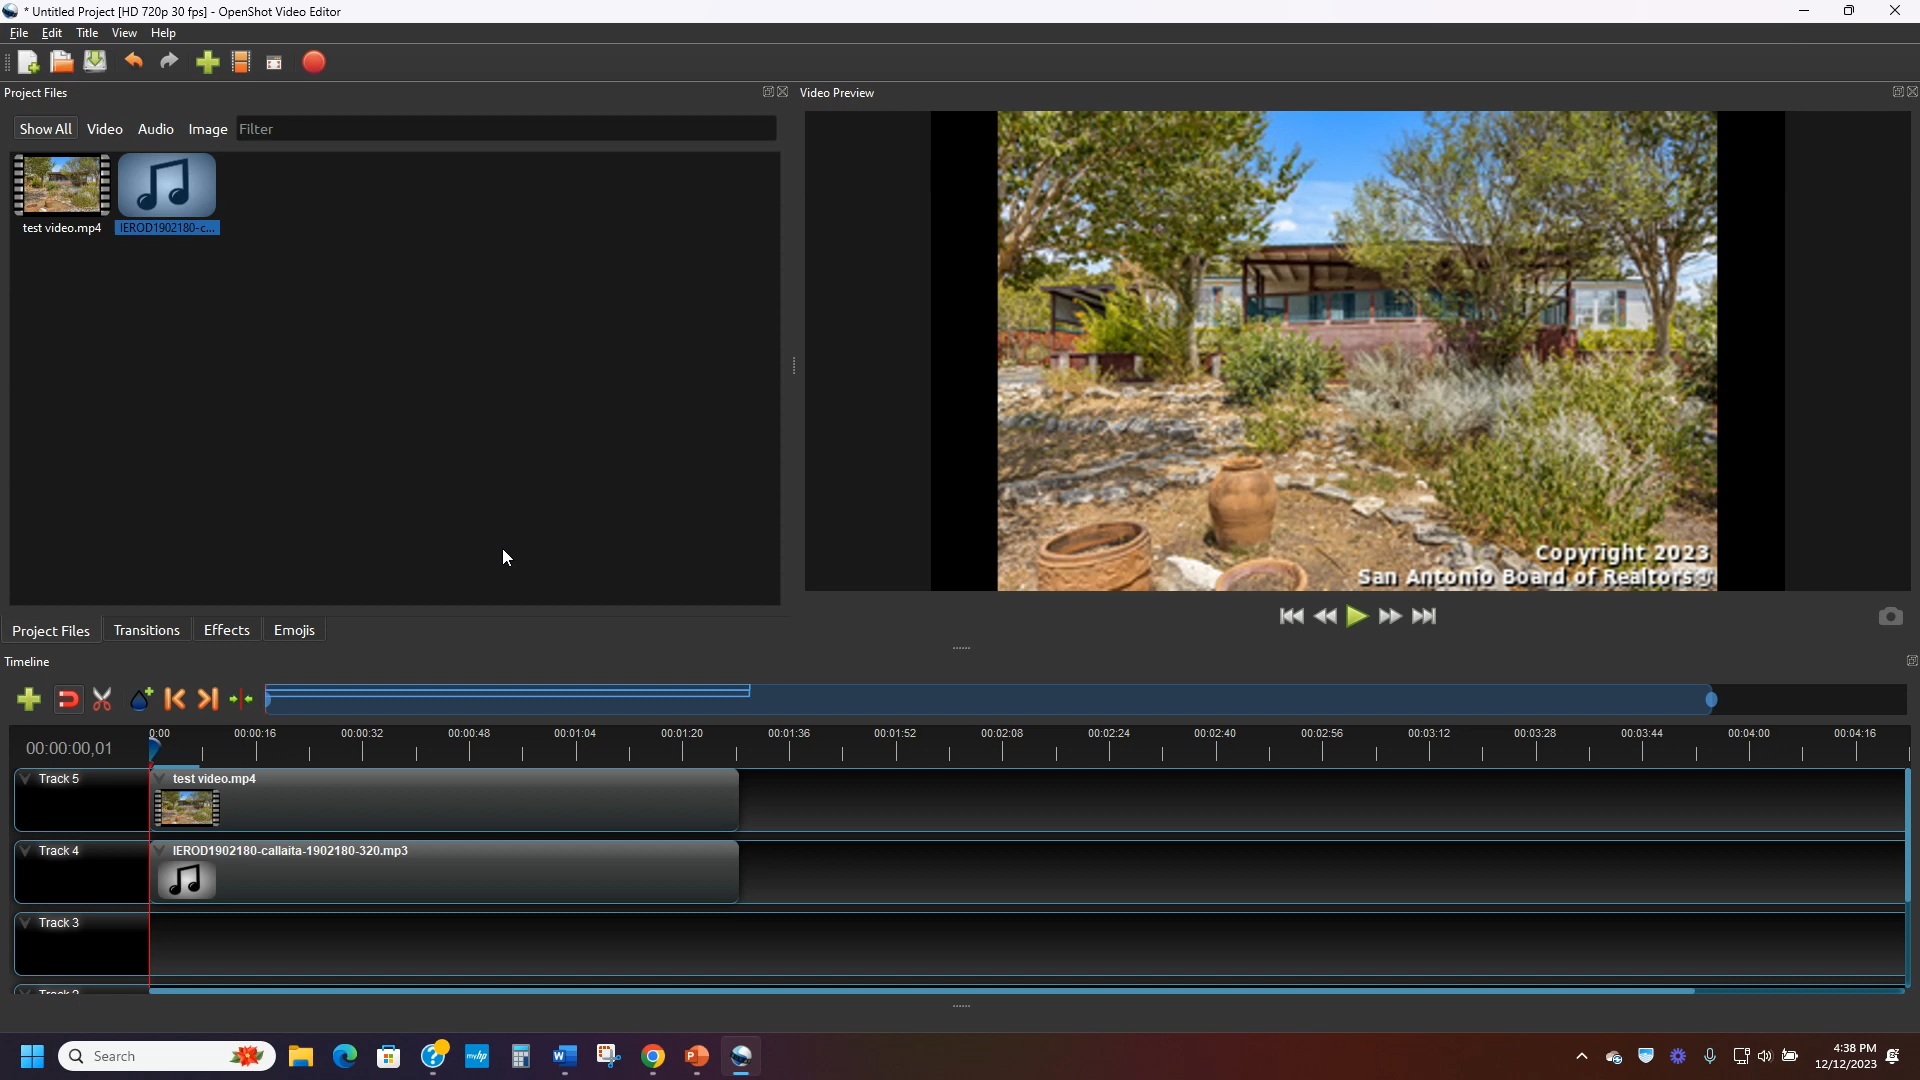 * Untitled Project [HD 720p 30 fps] - OpenShot Video Editor
File Edit Title View Help
Project Files
Video Preview
Show All Video Audio Image Filter
test video.mp4
IEROD1902180-c...
Copyright 2023
San Antonio Board of Realtors
Project Files Transitions Effects Emojis
Timeline
00:00:00,01
0:00 00:00:16 00:00:32 00:00:48 00:01:04 00:01:20 00:01:36 00:01:52 00:02:08 00:02:24 00:02:40 00:02:56 00:03:12 00:03:28 00:03:44 00:04:00 00:04:16
Track 5
test video.mp4
Track 4
IEROD1902180-callaita-1902180-320.mp3
Track 3
Track 2
Search
myhp
4:38 PM
12/12/2023